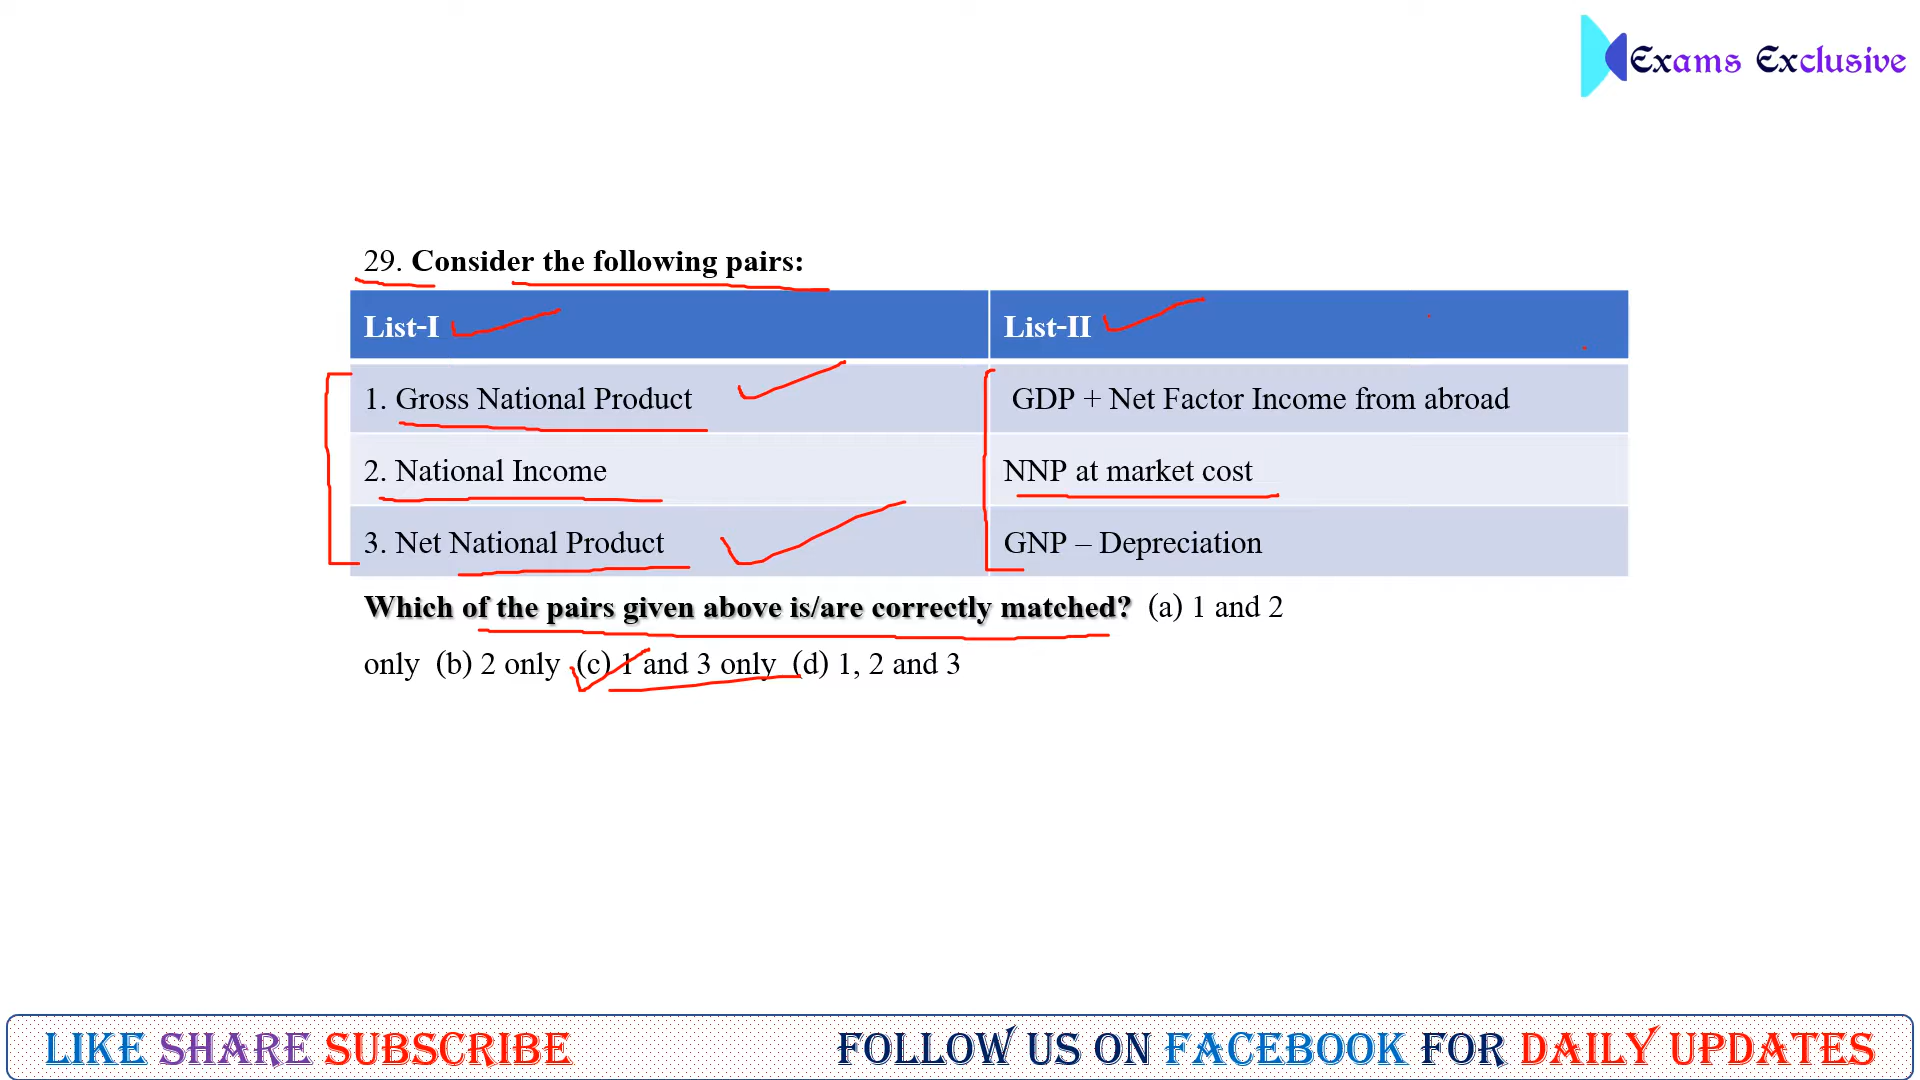 Exams Exclusive
29. Consider the following pairs:
List-I List-II
1. Gross National Product GDP + Net Factor Income from abroad
2. National Income NNP at market cost
3. Net National Product GNP – Depreciation
Which of the pairs given above is/are correctly matched? (a) 1 and 2
only (b) 2 only (c) 1 and 3 only (d) 1, 2 and 3
LIKE SHARE SUBSCRIBE FOLLOW US ON FACEBOOK FOR DAILY UPDATES